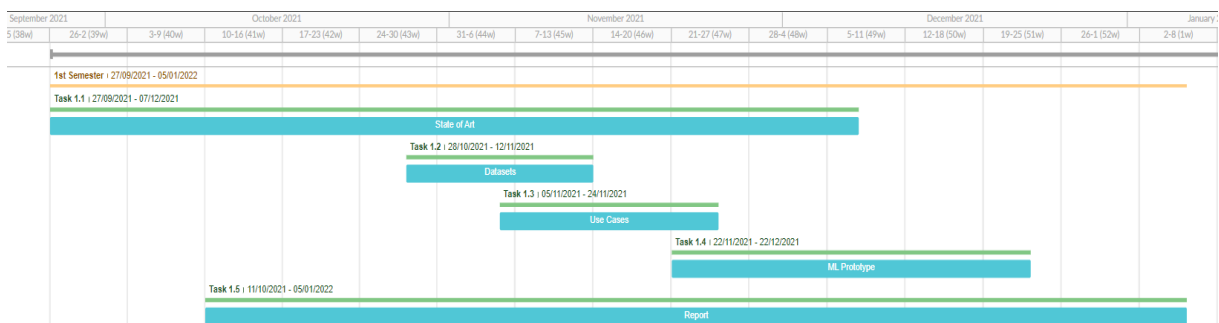 September 2021 October 2021 November 2021 December 2021 January 2
5 (38w) 26-2 (39w) 3-9 (40w) 10-16 (41w) 17-23 (42w) 24-30 (43w) 31-6 (44w) 7-13 (45w) 14-20 (46w) 21-27 (47w) 28-4 (48w) 5-11 (49w) 12-18 (50w) 19-25 (51w) 26-1 (52w) 2-8 (1w)
1st Semester : 27/09/2021 - 05/01/2022
Task 1.1 : 27/09/2021 - 07/12/2021
State of Art
Task 1.2 : 28/10/2021 - 12/11/2021
Datasets
Task 1.3 : 05/11/2021 - 24/11/2021
Use Cases
Task 1.4 : 22/11/2021 - 22/12/2021
ML Prototype
Task 1.5 : 11/10/2021 - 05/01/2022
Report